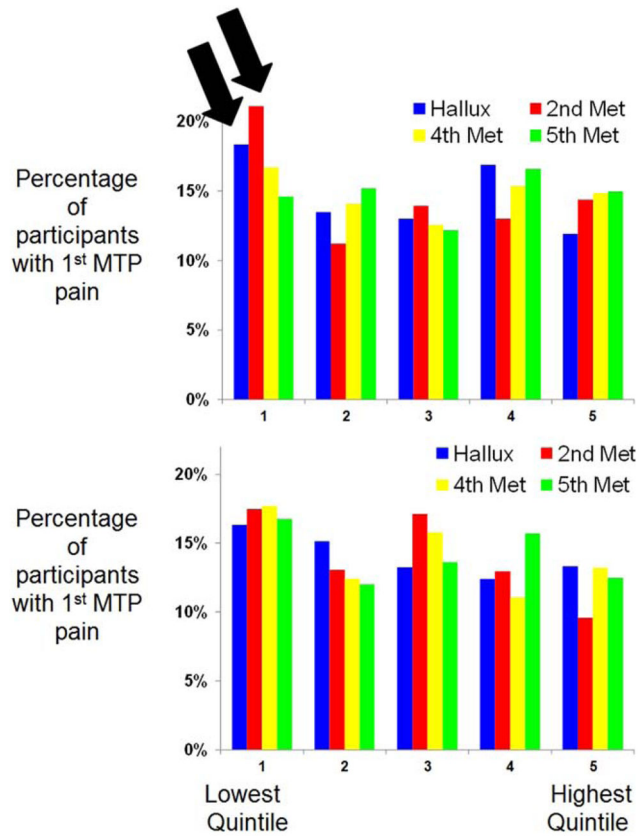 Hallux 2nd Met
4th Met 5th Met
20%
15%
10%
5%
0%
Percentage
of
participants
with 1st MTP
pain
1 2 3 4 5
Hallux 2nd Met
4th Met 5th Met
20%
15%
10%
5%
0%
Percentage
of
participants
with 1st MTP
pain
1 2 3 4 5
Lowest Highest
Quintile Quintile